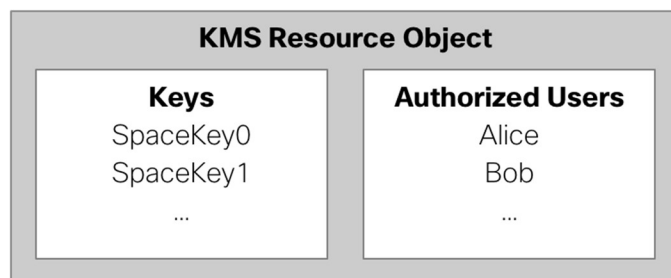 KMS Resource Object
Keys
SpaceKey0
SpaceKey1
...
Authorized Users
Alice
Bob
...